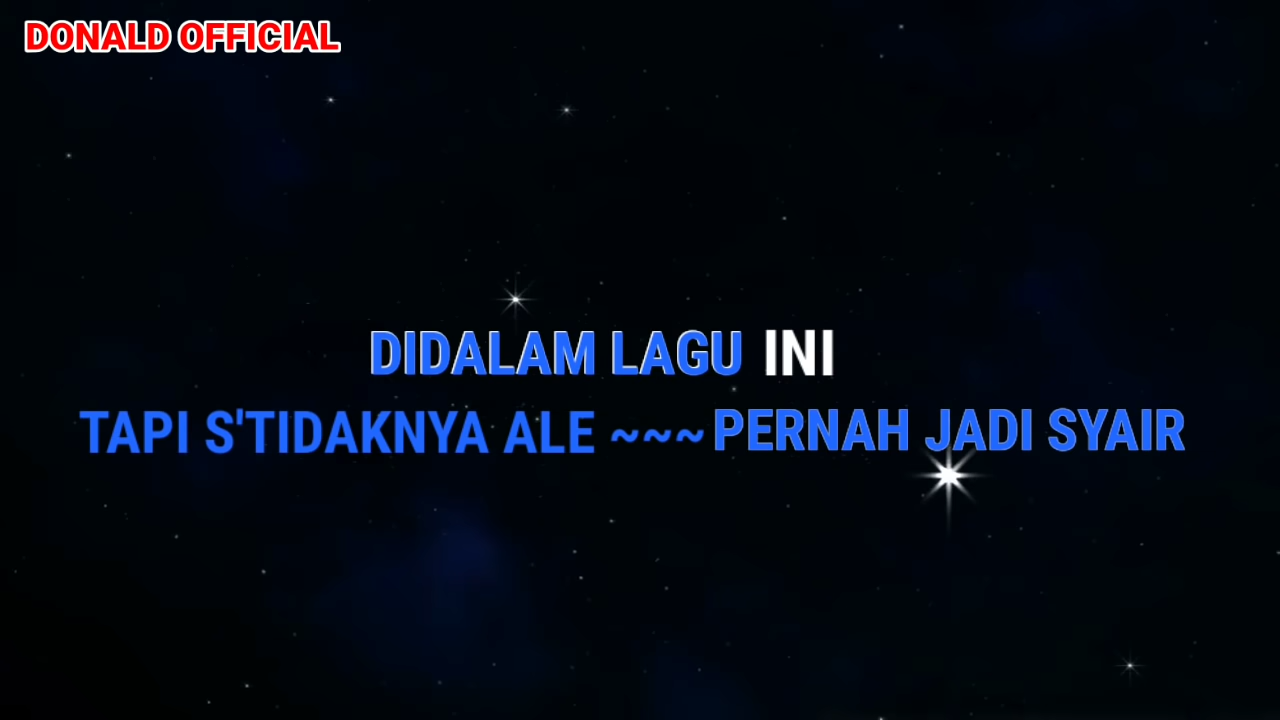 DONALD OFFICIAL
DIDALAM LAGU INI
TAPI S'TIDAKNYA ALE ~~~ PERNAH JADI SYAIR